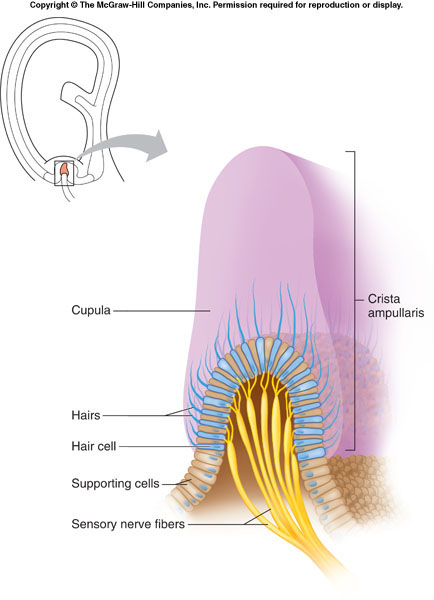 Copyright © The McGraw-Hill Companies, Inc. Permission required for reproduction or display.
Cupula
Crista
ampullaris
Hairs
Hair cell
Supporting cells
Sensory nerve fibers